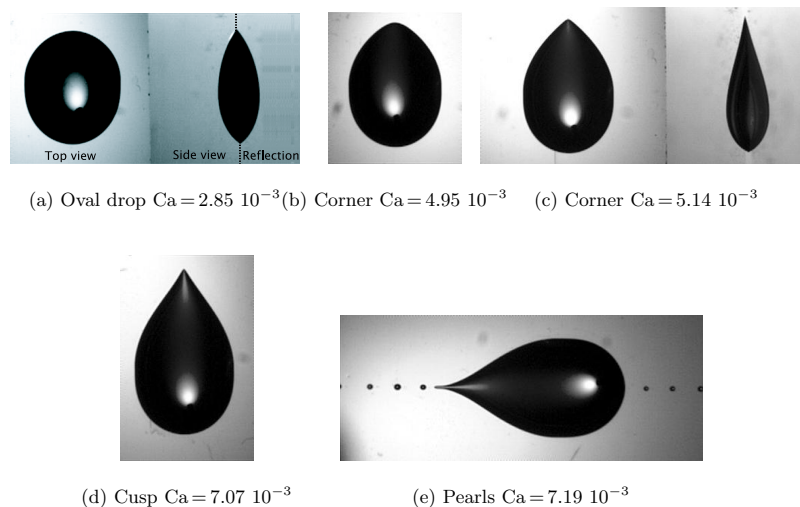 Top view
Side view
Reflection
(a) Oval drop Ca = 2.85 10⁻³
(b) Corner Ca = 4.95 10⁻³
(c) Corner Ca = 5.14 10⁻³
(d) Cusp Ca = 7.07 10⁻³
(e) Pearls Ca = 7.19 10⁻³